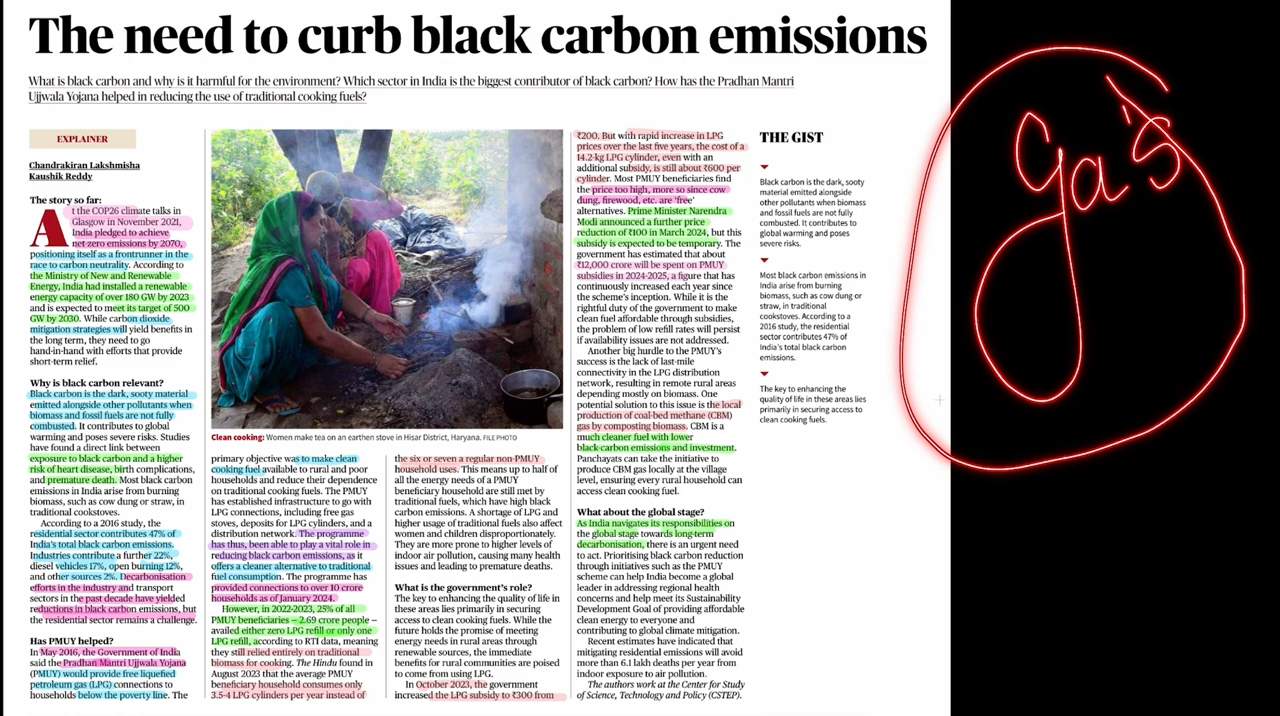 The need to curb black carbon emissions
What is black carbon and why is it harmful for the environment? Which sector in India is the biggest contributor of black carbon? How has the Pradhan Mantri
Ujjwala Yojana helped in reducing the use of traditional cooking fuels?
EXPLAINER
Chandrakiran Lakshmisha
Kaushik Reddy
The story so far:
At the COP26 climate talks in
Glasgow in November 2021,
India pledged to achieve
net zero emissions by 2070,
positioning itself as a frontrunner in the
race to carbon neutrality. According to
the Ministry of New and Renewable
Energy, India had installed a renewable
energy capacity of over 180 GW by 2023
and is expected to meet its target of 500
GW by 2030. While carbon dioxide
mitigation strategies will yield benefits in
the long term, they need to go
hand-in-hand with efforts that provide
short-term relief.
Why is black carbon relevant?
Black carbon is the dark, sooty material
emitted alongside other pollutants when
biomass and fossil fuels are not fully
combusted. It contributes to global
warming and poses severe risks. Studies
have found a direct link between
exposure to black carbon and a higher
risk of heart disease, birth complications,
and premature death. Most black carbon
emissions in India arise from burning
biomass, such as cow dung or straw, in
traditional cookstoves.
According to a 2016 study, the
residential sector contributes 47% of
India's total black carbon emissions.
Industries contribute a further 22%,
diesel vehicles 17%, open burning 12%,
and other sources 2%. Decarbonisation
efforts in the industry and transport
sectors in the past decade have yielded
reductions in black carbon emissions, but
the residential sector remains a challenge.
Has PMUY helped?
In May 2016, the Government of India
said the Pradhan Mantri Ujjwala Yojana
(PMUY) would provide free liquefied
petroleum gas (LPG) connections to
households below the poverty line. The
Clean cooking: Women make tea on an earthen stove in Hisar District, Haryana. FILE PHOTO
primary objective was to make clean
cooking fuel available to rural and poor
households and reduce their dependence
on traditional cooking fuels. The PMUY
has established infrastructure to go with
LPG connections, including free gas
stoves, deposits for LPG cylinders, and a
distribution network. The programme
has thus, been able to play a vital role in
reducing black carbon emissions, as it
offers a cleaner alternative to traditional
fuel consumption. The programme has
provided connections to over 10 crore
households as of January 2024.
However, in 2022-2023, 25% of all
PMUY beneficiaries — 2.69 crore people —
availed either zero LPG refill or only one
LPG refill, according to RTI data, meaning
they still relied entirely on traditional
biomass for cooking. The Hindu found in
August 2023 that the average PMUY
beneficiary household consumes only
3.5-4 LPG cylinders per year instead of
the six or seven a regular non-PMUY
household uses. This means up to half of
all the energy needs of a PMUY
beneficiary household are still met by
traditional fuels, which have high black
carbon emissions. A shortage of LPG and
higher usage of traditional fuels also affect
women and children disproportionately.
They are more prone to higher levels of
indoor air pollution, causing many health
issues and leading to premature deaths.
What is the government's role?
The key to enhancing the quality of life in
these areas lies primarily in securing
access to clean cooking fuels. While the
future holds the promise of meeting
energy needs in rural areas through
renewable sources, the immediate
benefits for rural communities are poised
to come from using LPG.
In October 2023, the government
increased the LPG subsidy to ₹300 from
₹200. But with rapid increase in LPG
prices over the last five years, the cost of a
14.2-kg LPG cylinder, even with an
additional subsidy, is still about ₹600 per
cylinder. Most PMUY beneficiaries find
the price too high, more so since cow
dung, firewood, etc. are 'free'
alternatives. Prime Minister Narendra
Modi announced a further price
reduction of ₹100 in March 2024, but this
subsidy is expected to be temporary. The
government has estimated that about
₹12,000 crore will be spent on PMUY
subsidies in 2024-2025, a figure that has
continuously increased each year since
the scheme's inception. While it is the
rightful duty of the government to make
clean fuel affordable through subsidies,
the problem of low refill rates will persist
if availability issues are not addressed.
Another big hurdle to the PMUY's
success is the lack of last-mile
connectivity in the LPG distribution
network, resulting in remote rural areas
depending mostly on biomass. One
potential solution to this issue is the local
production of coal-bed methane (CBM)
gas by composting biomass. CBM is a
much cleaner fuel with lower
black-carbon emissions and investment.
Panchayats can take the initiative to
produce CBM gas locally at the village
level, ensuring every rural household can
access clean cooking fuel.
What about the global stage?
As India navigates its responsibilities on
the global stage towards long-term
decarbonisation, there is an urgent need
to act. Prioritising black carbon reduction
through initiatives such as the PMUY
scheme can help India become a global
leader in addressing regional health
concerns and help meet its Sustainability
Development Goal of providing affordable
clean energy to everyone and
contributing to global climate mitigation.
Recent estimates have indicated that
mitigating residential emissions will avoid
more than 6.1 lakh deaths per year from
indoor exposure to air pollution.
The authors work at the Center for Study
of Science, Technology and Policy (CSTEP).
THE GIST
Black carbon is the dark, sooty
material emitted alongside
other pollutants when biomass
and fossil fuels are not fully
combusted. It contributes to
global warming and poses
severe risks.
Most black carbon emissions in
India arise from burning
biomass, such as cow dung or
straw, in traditional
cookstoves. According to a
2016 study, the residential
sector contributes 47% of
India's total black carbon
emissions.
The key to enhancing the
quality of life in these areas lies
primarily in securing access to
clean cooking fuels.
gas